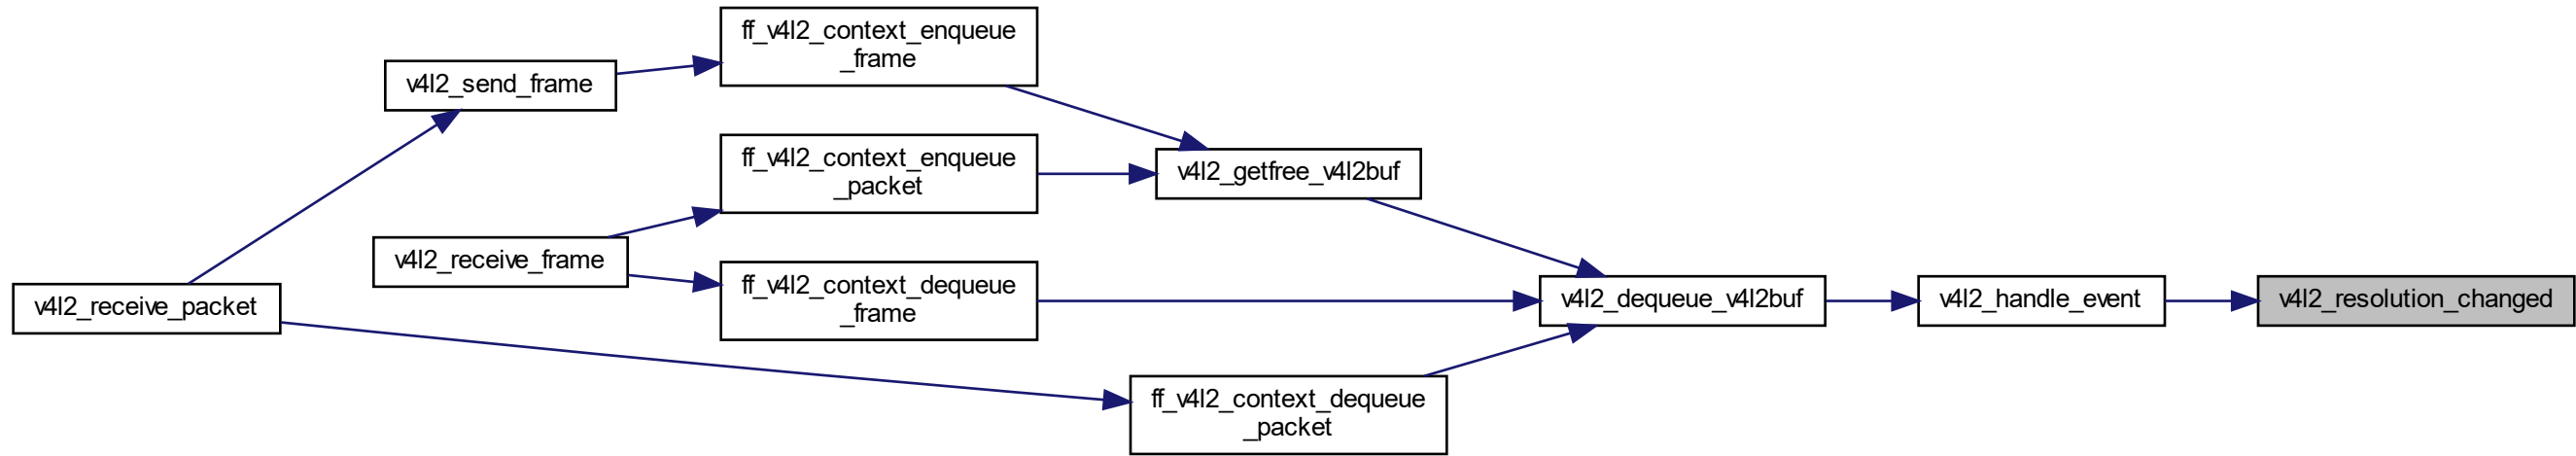 ff_v4l2_context_enqueue
_frame
v4l2_send_frame
ff_v4l2_context_enqueue
_packet
v4l2_getfree_v4l2buf
v4l2_receive_frame
v4l2_receive_packet
ff_v4l2_context_dequeue
_frame
v4l2_dequeue_v4l2buf
v4l2_handle_event
v4l2_resolution_changed
ff_v4l2_context_dequeue
_packet